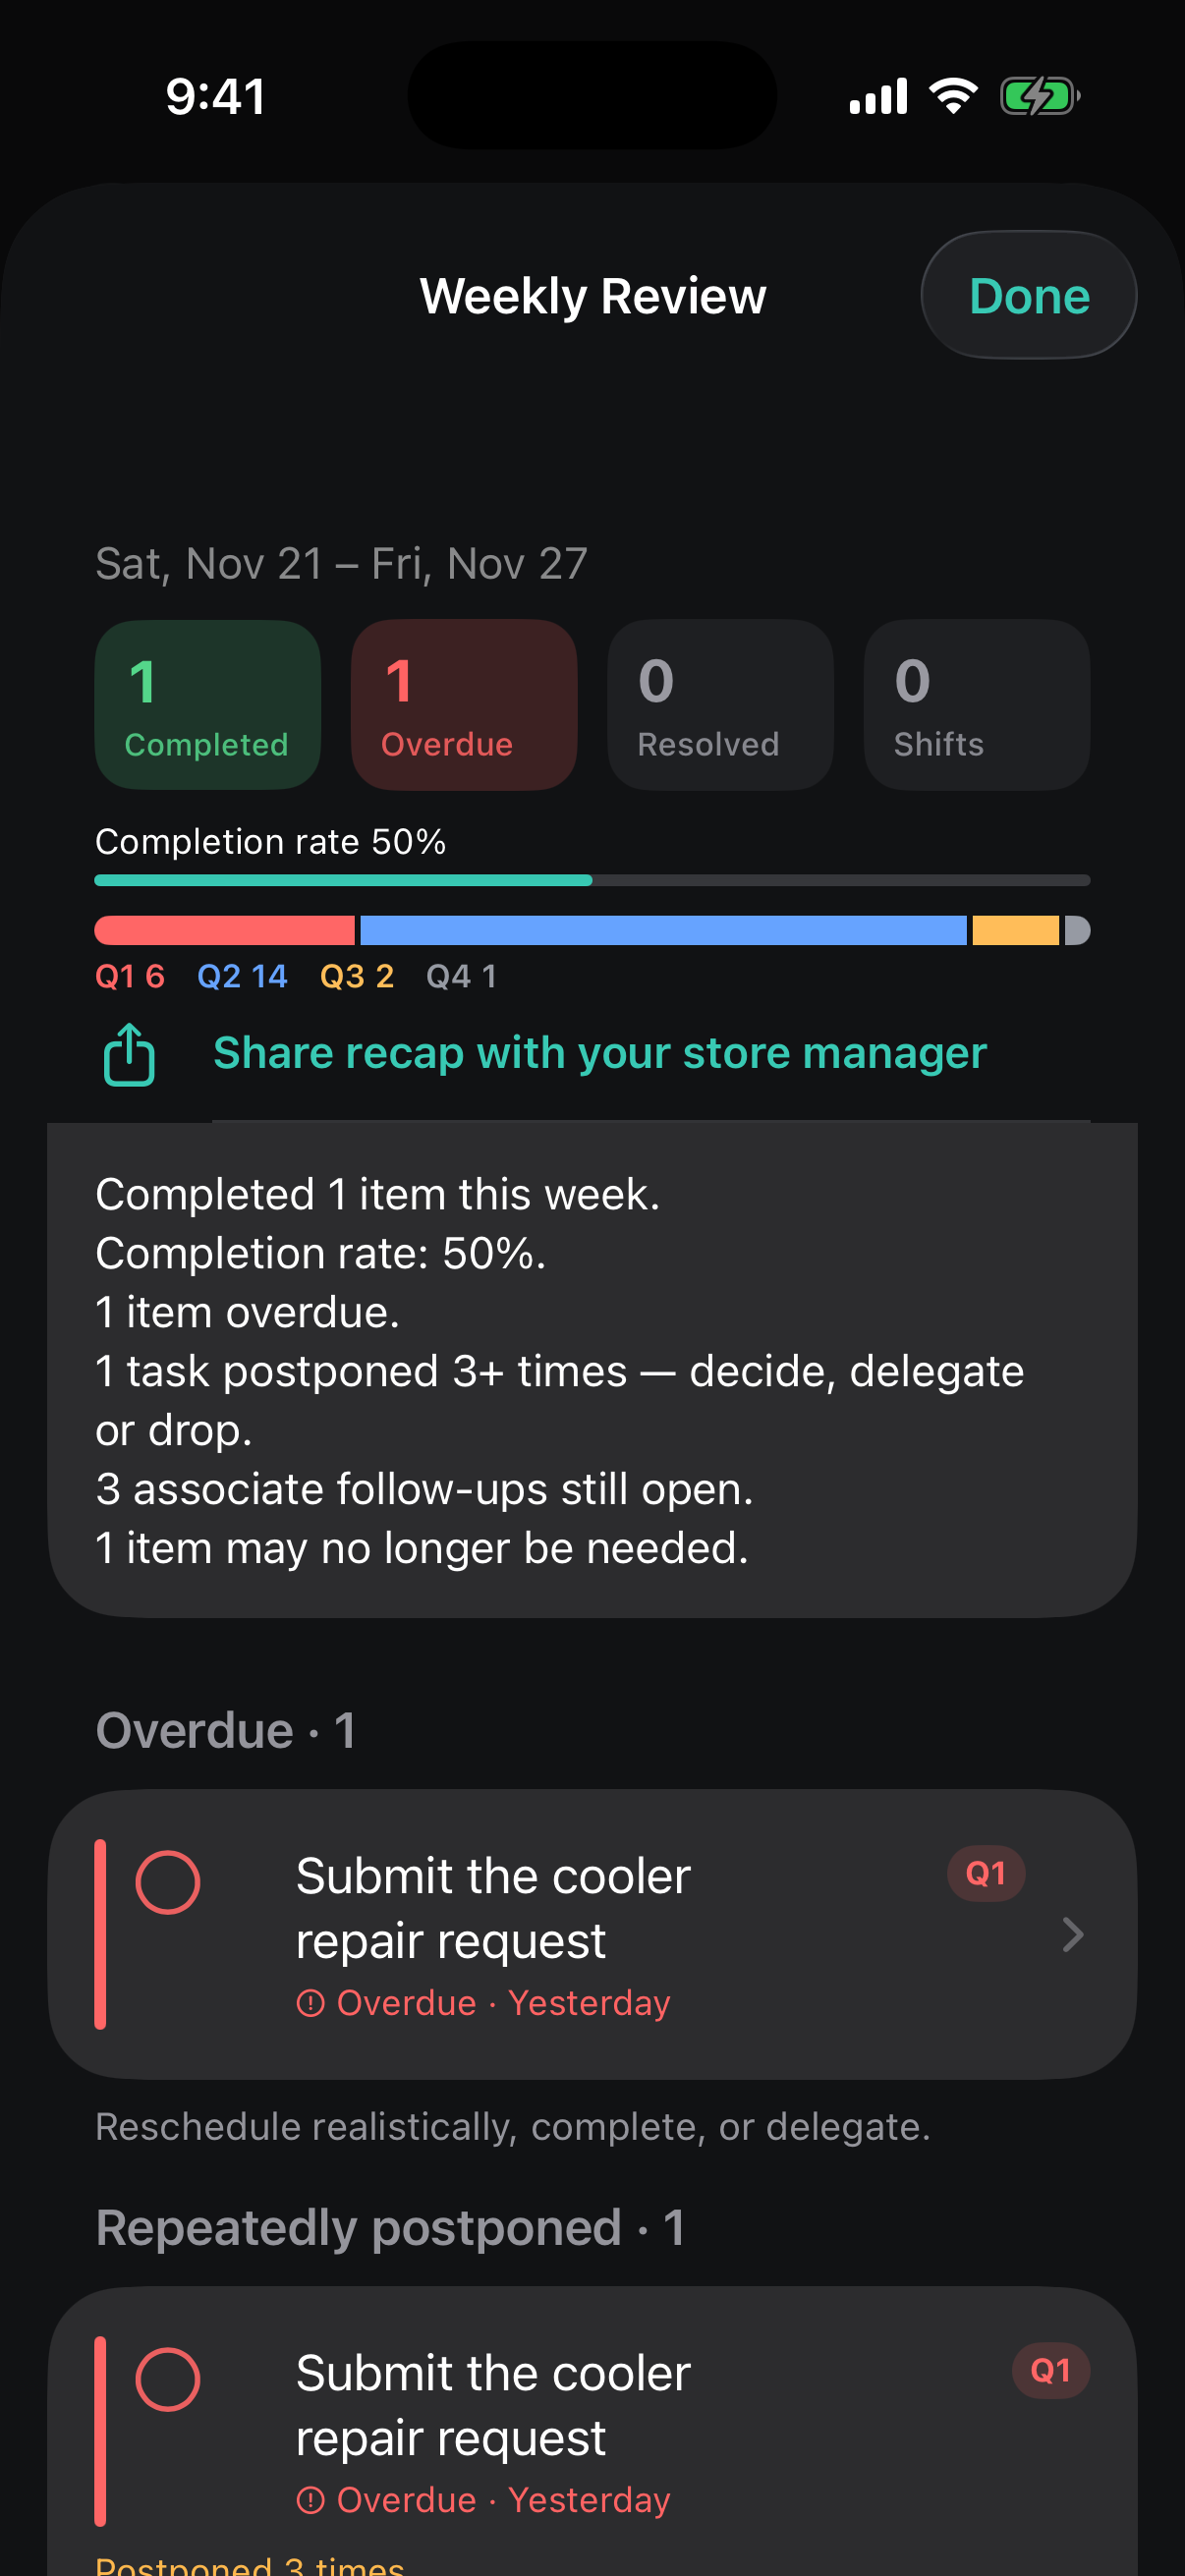 9:41
Weekly Review
Done
Sat, Nov 21 – Fri, Nov 27
1
Completed
1
Overdue
0
Resolved
0
Shifts
Completion rate 50%
Q1 6 Q2 14 Q3 2 Q4 1
Share recap with your store manager
Completed 1 item this week.
Completion rate: 50%.
1 item overdue.
1 task postponed 3+ times — decide, delegate
or drop.
3 associate follow-ups still open.
1 item may no longer be needed.
Overdue · 1
Submit the cooler
repair request
Q1
Overdue · Yesterday
Reschedule realistically, complete, or delegate.
Repeatedly postponed · 1
Submit the cooler
repair request
Q1
Overdue · Yesterday
Postponed 3 times